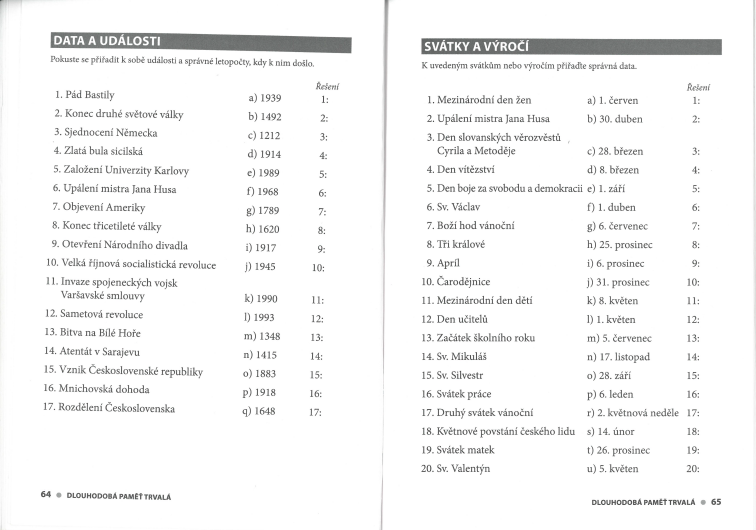 DATA A UDÁLOSTI
Pokuste se přiřadit k sobě události a správné letopočty, kdy k nim došlo.
Řešení
1. Pád Bastily a) 1939 1:
2. Konec druhé světové války b) 1492 2:
3. Sjednocení Německa c) 1212 3:
4. Zlatá bula sicilská d) 1914 4:
5. Založení Univerzity Karlovy e) 1989 5:
6. Upálení mistra Jana Husa f) 1968 6:
7. Objevení Ameriky g) 1789 7:
8. Konec třicetileté války h) 1620 8:
9. Otevření Národního divadla i) 1917 9:
10. Velká říjnová socialistická revoluce j) 1945 10:
11. Invaze spojeneckých vojsk
Varšavské smlouvy k) 1990 11:
12. Sametová revoluce l) 1993 12:
13. Bitva na Bílé Hoře m) 1348 13:
14. Atentát v Sarajevu n) 1415 14:
15. Vznik Československé republiky o) 1883 15:
16. Mnichovská dohoda p) 1918 16:
17. Rozdělení Československa q) 1648 17:
64 ● DLOUHODOBÁ PAMĚŤ TRVALÁ
SVÁTKY A VÝROČÍ
K uvedeným svátkům nebo výročím přiřaďte správná data.
Řešení
1. Mezinárodní den žen a) 1. červen 1:
2. Upálení mistra Jana Husa b) 30. duben 2:
3. Den slovanských věrozvěstů
Cyrila a Metoděje c) 28. březen 3:
4. Den vítězství d) 8. březen 4:
5. Den boje za svobodu a demokracii e) 1. září 5:
6. Sv. Václav f) 1. duben 6:
7. Boží hod vánoční g) 6. červenec 7:
8. Tři králové h) 25. prosinec 8:
9. Apríl i) 6. prosinec 9:
10. Čarodějnice j) 31. prosinec 10:
11. Mezinárodní den dětí k) 8. květen 11:
12. Den učitelů l) 1. květen 12:
13. Začátek školního roku m) 5. červenec 13:
14. Sv. Mikuláš n) 17. listopad 14:
15. Sv. Silvestr o) 28. září 15:
16. Svátek práce p) 6. leden 16:
17. Druhý svátek vánoční r) 2. květnová neděle 17:
18. Květnové povstání českého lidu s) 14. únor 18:
19. Svátek matek t) 26. prosinec 19:
20. Sv. Valentýn u) 5. květen 20:
DLOUHODOBÁ PAMĚŤ TRVALÁ ● 65